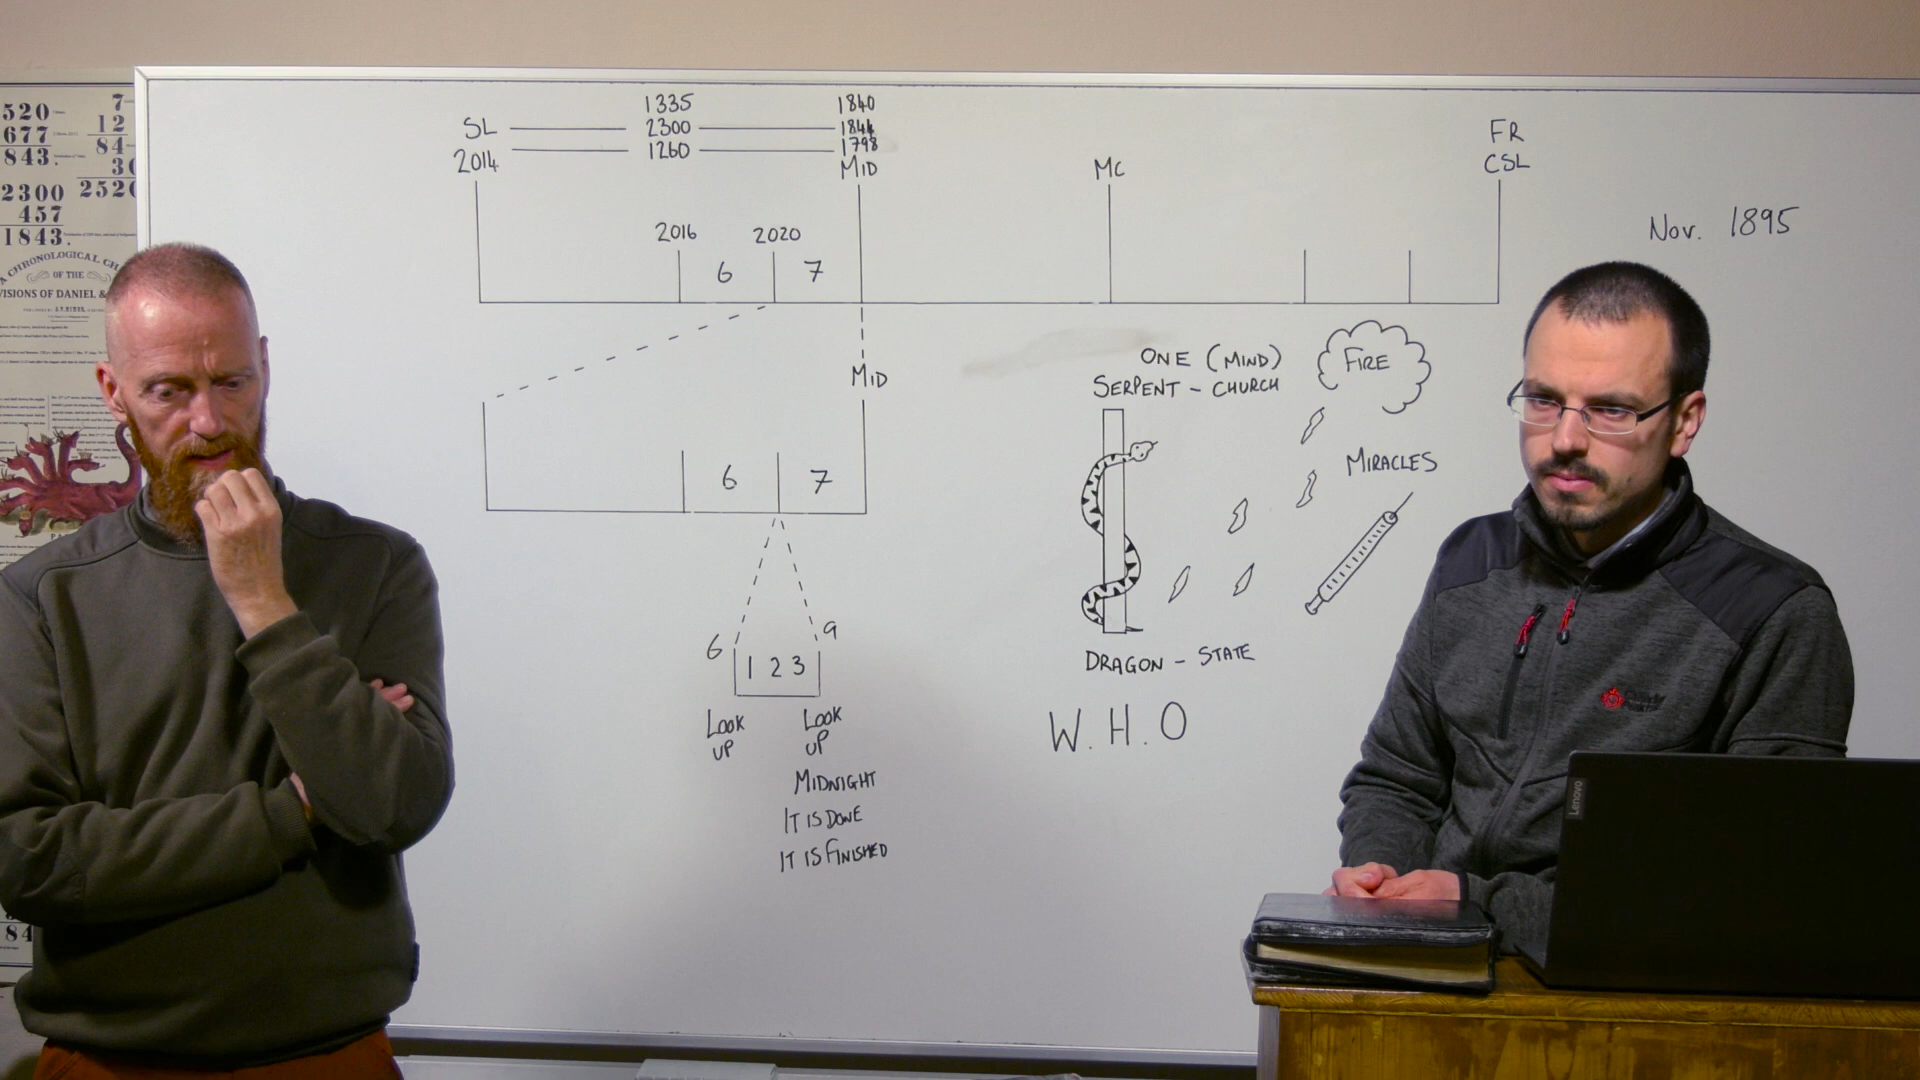 520
677
843.
2300
457
1843.
7
12
84
30
2520
A CHRONOLOGICAL CH
OF THE
VISIONS OF DANIEL &
84
SL
2014
1335
2300
1260
1840
1844
1798
MID
MC
FR
CSL
2016
2020
6
7
Nov. 1895
MID
6
7
6
9
1 2 3
LOOK
UP
LOOK
UP
MIDNIGHT
IT IS DONE
IT IS FINISHED
ONE (MIND)
SERPENT - CHURCH
FIRE
MIRACLES
DRAGON - STATE
W.H.O
Lenovo